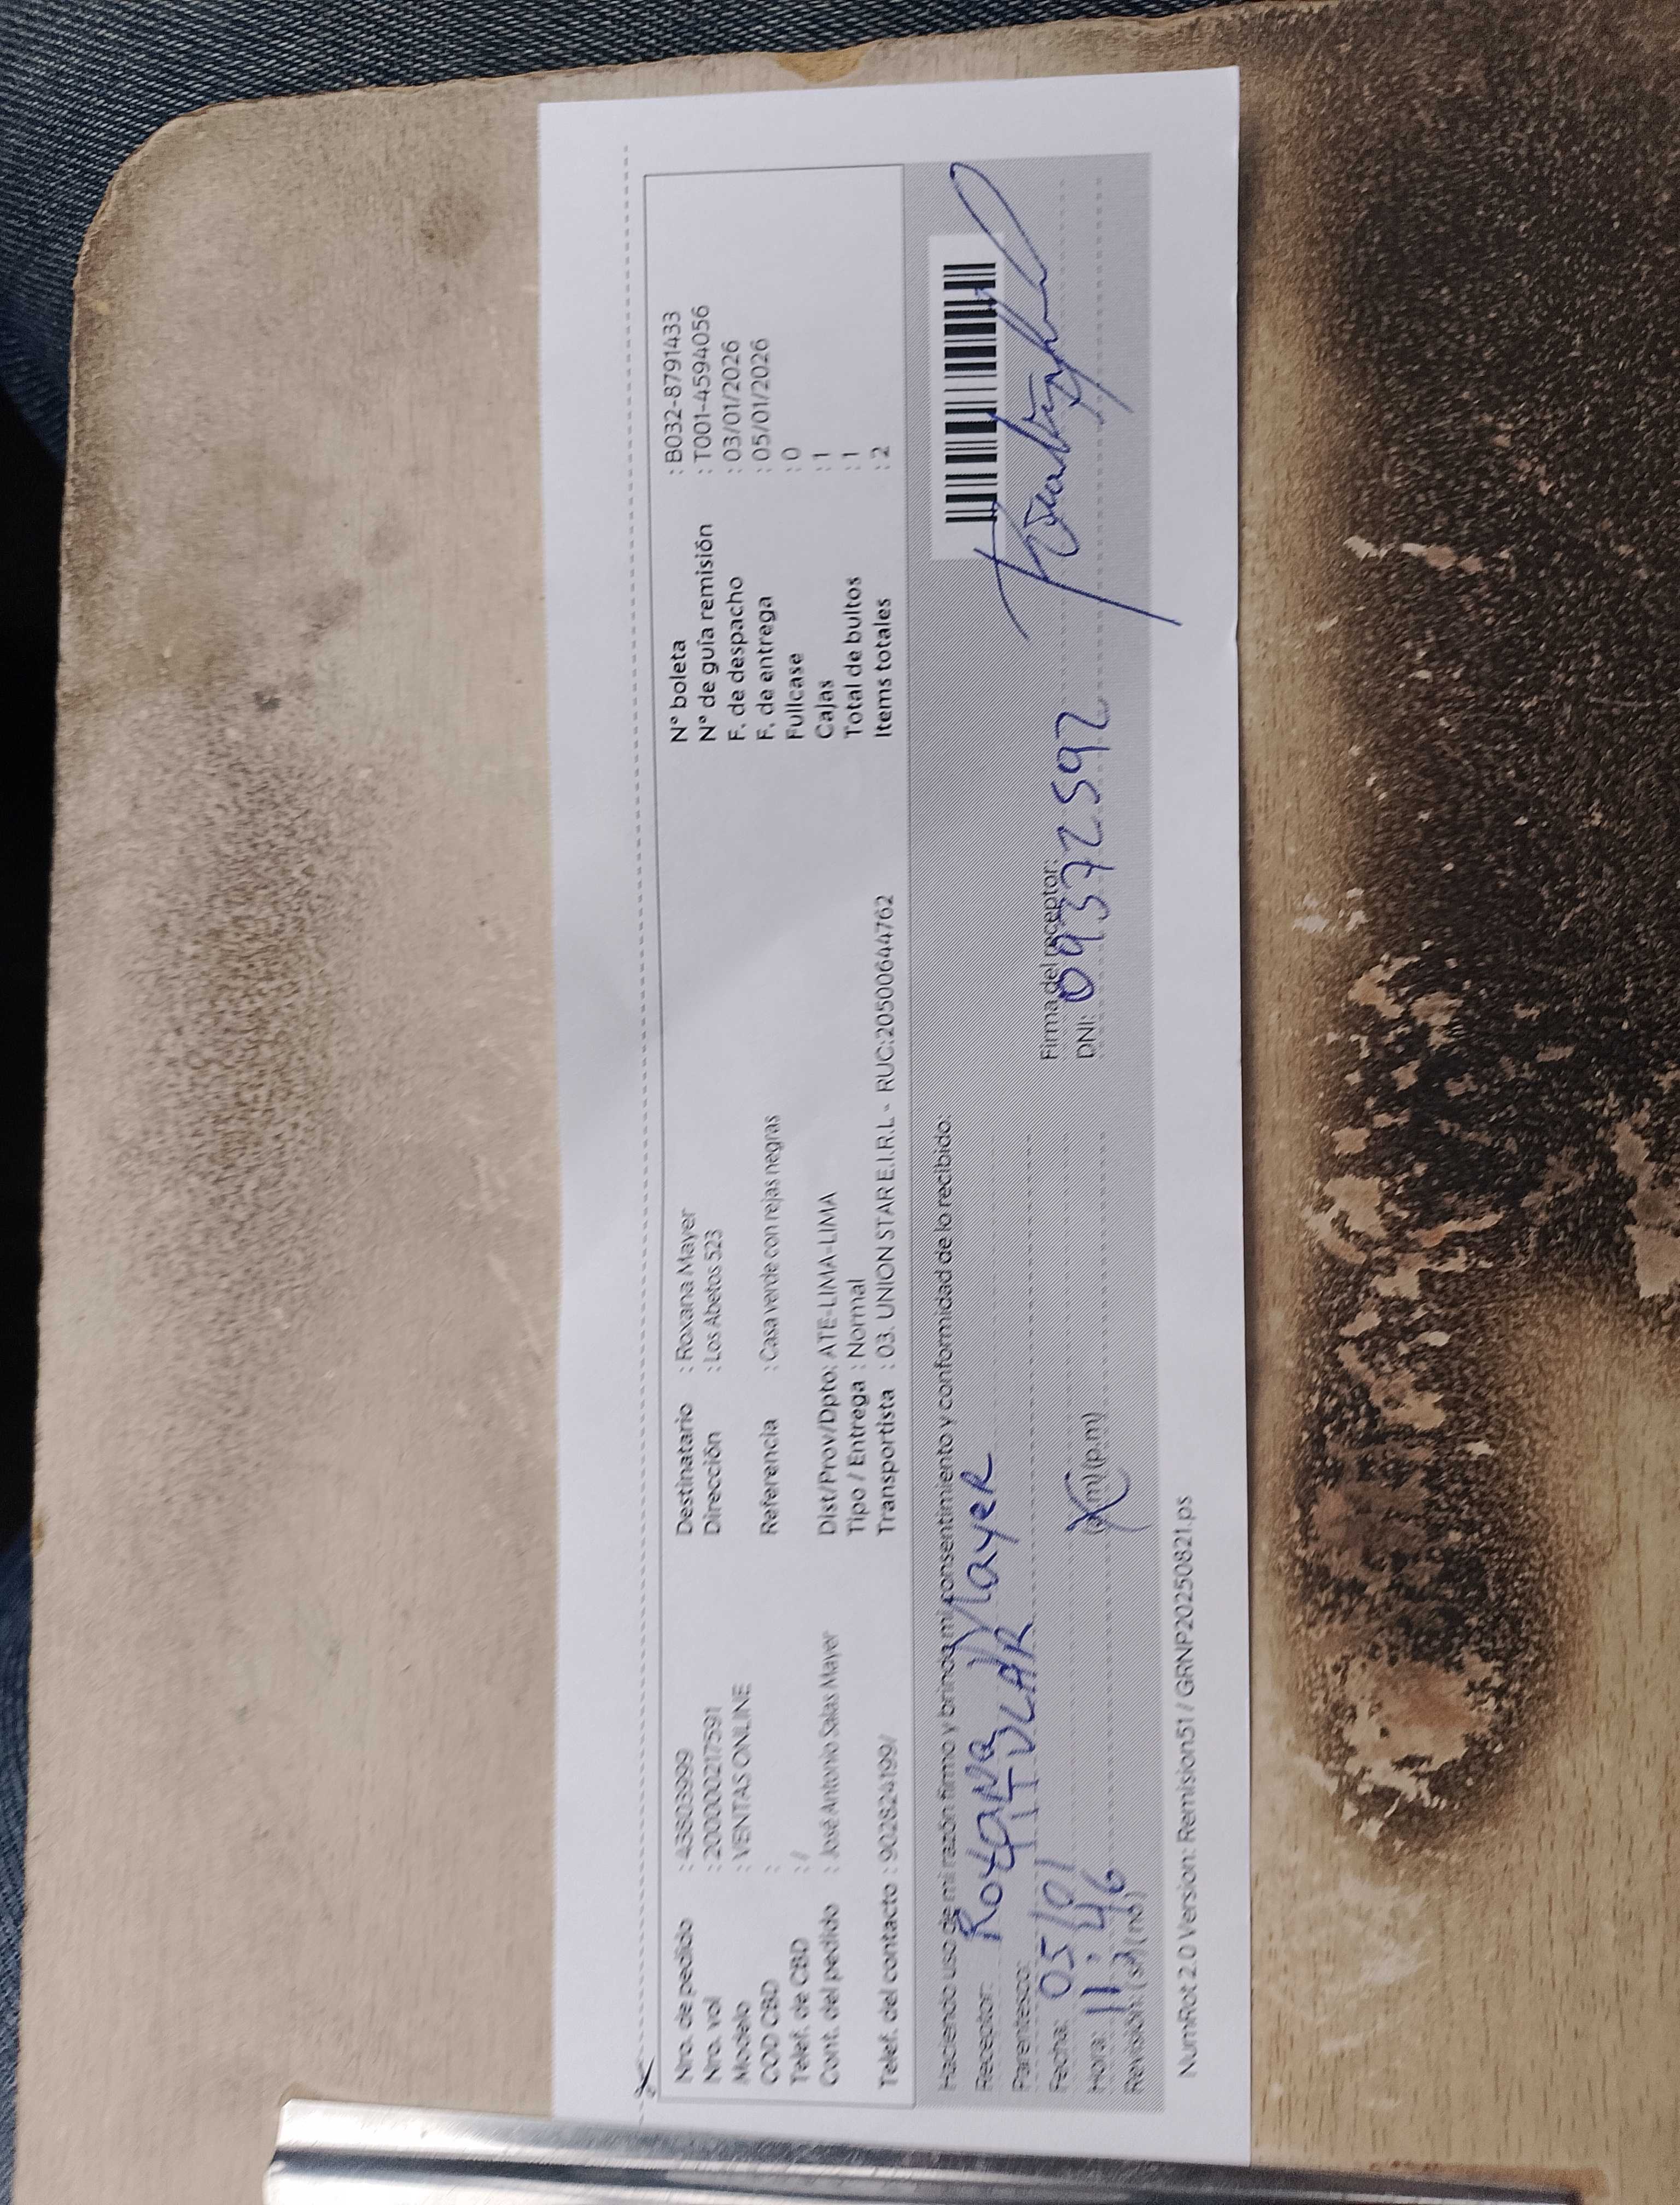 Nro. de pedido : 43803999
Nro. vol : 2000000217591
Modelo : VENTAS ONLINE
COD CBD :
Telef. de CBD : /
Cont. del pedido : José Antonio Salas Mayer
Telef. del contacto : 902824199/
Destinatario : Roxana Mayer
Dirección : Los Abetos 523
Referencia : Casa verde con rejas negras
Dist/Prov/Dpto: ATE-LIMA-LIMA
Tipo / Entrega : Normal
Transportista : 03. UNION STAR E.I.R.L - RUC:20500644762
N° boleta : B032-8791433
N° de guía remisión : T001-4594056
F. de despacho : 03/01/2026
F. de entrega : 05/01/2026
Fullcase : 0
Cajas : 1
Total de bultos : 1
Items totales : 2
Haciendo uso de mi razón firmo y brindo mi consentimiento y conformidad de lo recibido:
Receptor: Roxana Mayer
Parentesco: TITULAR
Fecha: 05/01
Hora: 11:46 (a.m) (p.m)
Revisión: (si) (no)
Firma del receptor:
DNI: 09372592
NumRot 2.0 Version: Remision51 / GRNP20250821.ps